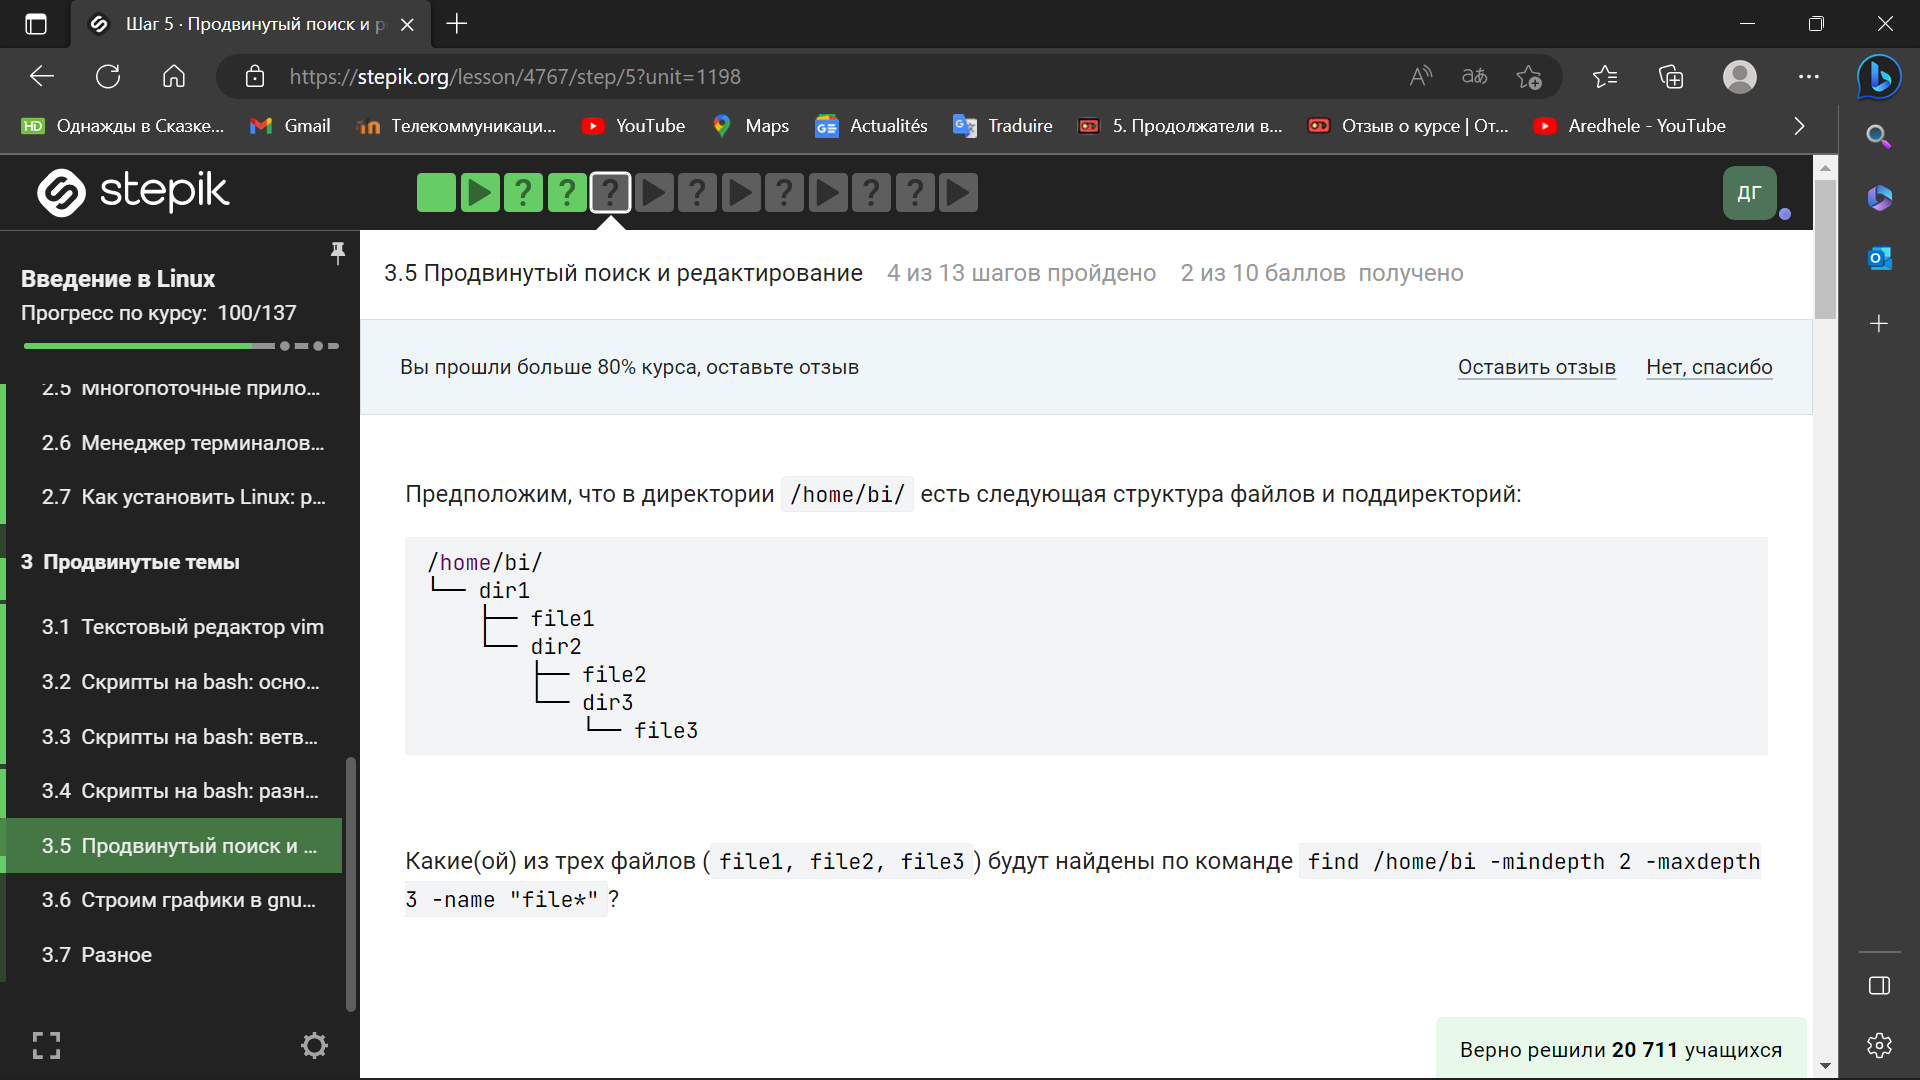 Шаг 5 · Продвинутый поиск и р
https://stepik.org/lesson/4767/step/5?unit=1198
Однажды в Сказке...
Gmail
Телекоммуникаци...
YouTube
Maps
Actualités
Traduire
5. Продолжатели в...
Отзыв о курсе | От...
Aredhele - YouTube
stepik
ДГ
Введение в Linux
Прогресс по курсу: 100/137
2.5 Многопоточные прило...
2.6 Менеджер терминалов...
2.7 Как установить Linux: р...
3 Продвинутые темы
3.1 Текстовый редактор vim
3.2 Скрипты на bash: осно...
3.3 Скрипты на bash: ветв...
3.4 Скрипты на bash: разн...
3.5 Продвинутый поиск и ...
3.6 Строим графики в gnu...
3.7 Разное
3.5 Продвинутый поиск и редактирование 4 из 13 шагов пройдено 2 из 10 баллов получено
Вы прошли больше 80% курса, оставьте отзыв
Оставить отзыв
Нет, спасибо
Предположим, что в директории /home/bi/ есть следующая структура файлов и поддиректорий:
/home/bi/
└── dir1
├── file1
└── dir2
├── file2
└── dir3
└── file3
Какие(ой) из трех файлов ( file1, file2, file3 ) будут найдены по команде find /home/bi -mindepth 2 -maxdepth
3 -name "file*" ?
Верно решили 20 711 учащихся